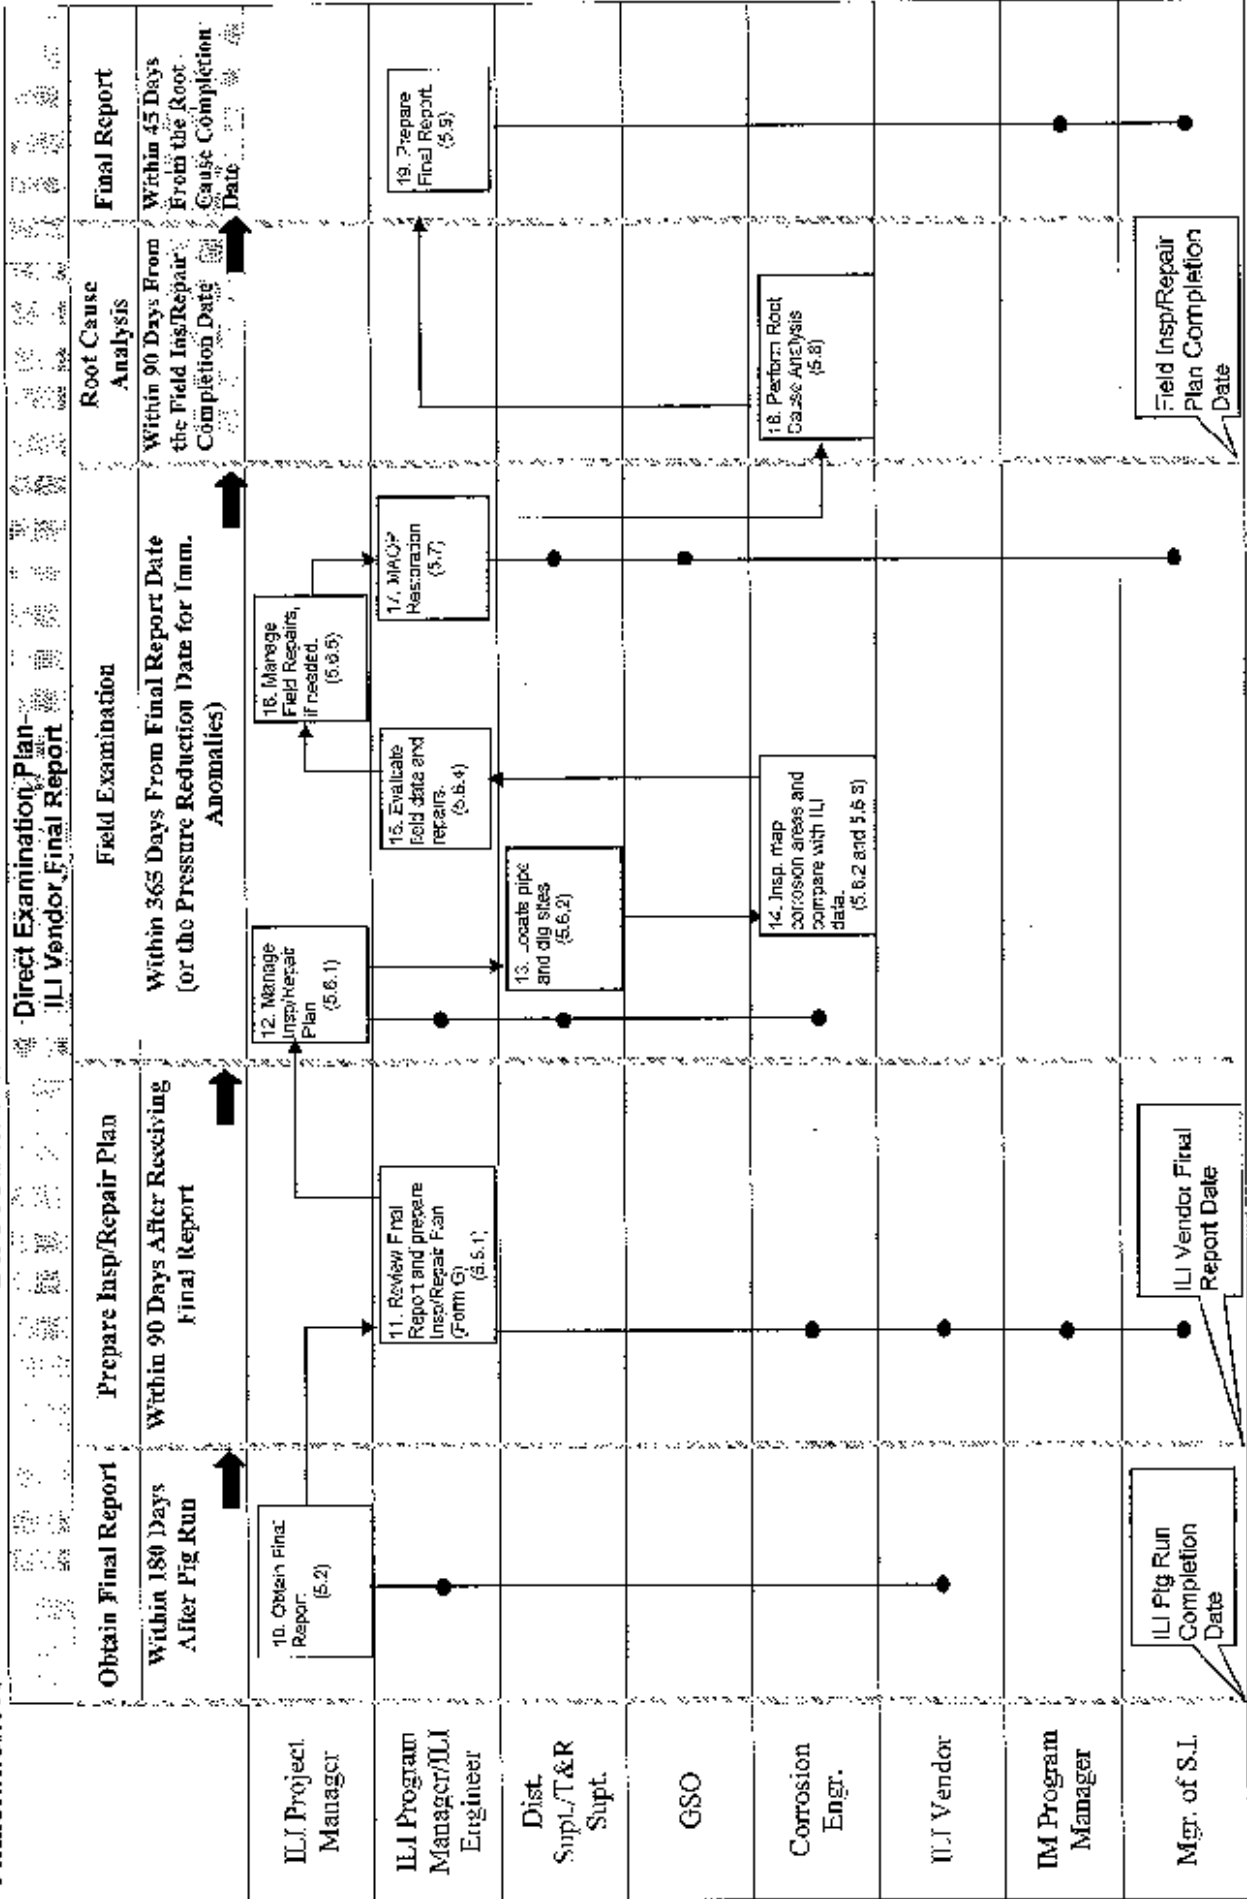 Direct Examination Plan-
ILI Vendor Final Report
Obtain Final Report
Prepare Insp/Repair Plan
Field Examination
Root Cause
Analysis
Final Report
Within 180 Days
After Pig Run
Within 90 Days After Receiving
Final Report
Within 365 Days From Final Report Date
(or the Pressure Reduction Date for Imm.
Anomalies)
Within 90 Days From
the Field Ins/Repair
Completion Date
Within 45 Days
From the Root
Cause Completion
Date
ILI Project
Manager
10. Obtain Final
Report
(5.2)
12. Manage
Insp/Repair
Plan
(5.6.1)
16. Manage
Field Repairs,
if needed.
(5.6.5)
ILI Program
Manager/ILI
Engineer
11. Review Final
Report and prepare
Insp/Repair Plan
(Form G)
15. Evaluate
field data and
repairs.
(5.6.4)
17. MAOP
Restoration
(5.7)
19. Prepare
Final Report.
(5.9)
Dist.
Supt./T&R
Supt.
13. Locate pipe
and dig sites
(5.6.2)
GSO
Corrosion
Engr.
14. Insp. map
corrosion areas and
compare with ILI
data.
(5.6.2 and 5.6.3)
18. Perform Root
Cause Analysis
(5.8)
ILI Vendor
IM Program
Manager
Mgr. of S.I.
ILI Pig Run
Completion
Date
ILI Vendor Final
Report Date
Field Insp/Repair
Plan Completion
Date